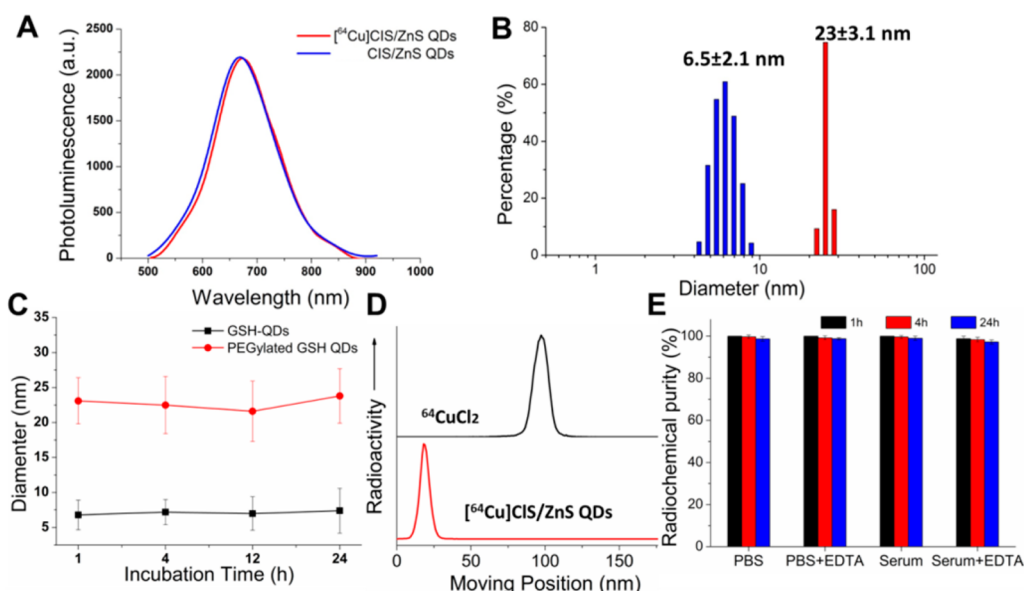 A
Photoluminescence (a.u.)
2500
2000
1500
1000
500
0
[⁶⁴Cu]CIS/ZnS QDs
CIS/ZnS QDs
500 600 700 800 900 1000
Wavelength (nm)
B
Percentage (%)
80
60
40
20
0
6.5±2.1 nm
23±3.1 nm
1 10 100
Diameter (nm)
C
Diamenter (nm)
35
30
25
20
15
10
5
GSH-QDs
PEGylated GSH QDs
1 4 12 24
Incubation Time (h)
D
Radioactivity
⁶⁴CuCl₂
[⁶⁴Cu]CIS/ZnS QDs
0 50 100 150
Moving Position (nm)
E
Radiochemical purity (%)
1h 4h 24h
100
80
60
40
20
0
PBS PBS+EDTA Serum Serum+EDTA